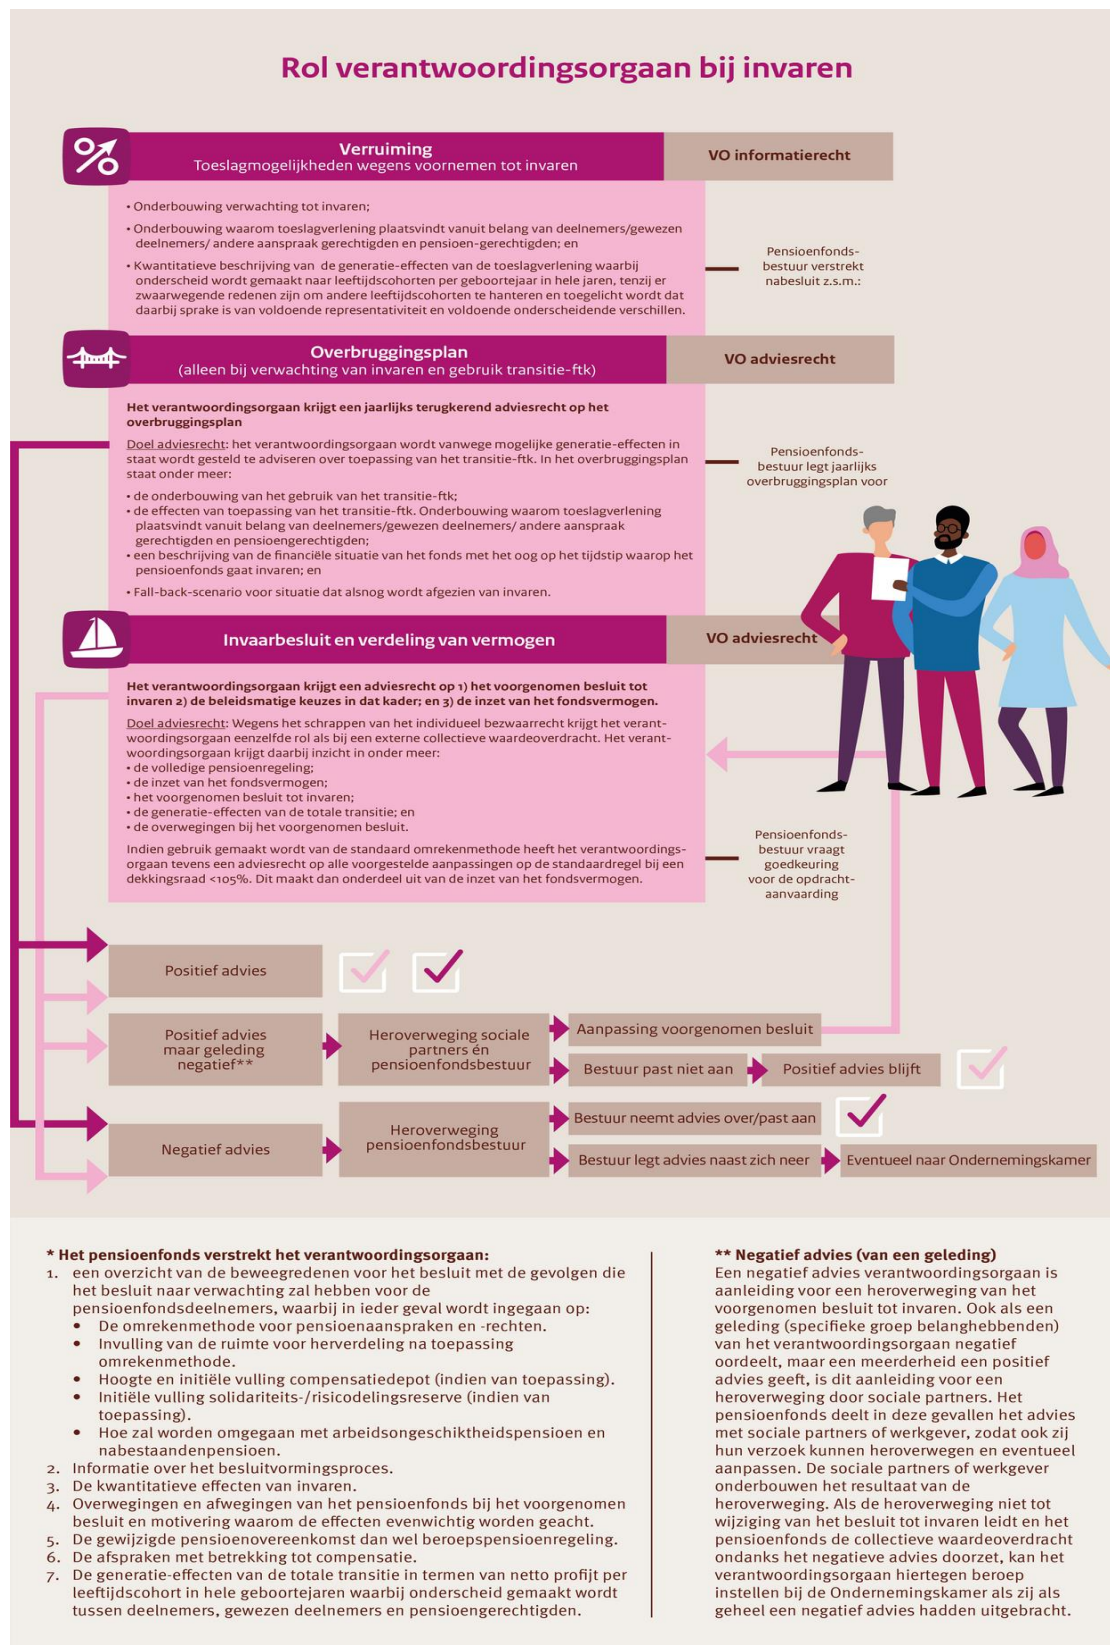 Rol verantwoordingsorgaan bij invaren
Verruiming
Toeslagmogelijkheden wegens voornemen tot invaren
VO informatierecht
• Onderbouwing verwachting tot invaren;
• Onderbouwing waarom toeslagverlening plaatsvindt vanuit belang van deelnemers/gewezen
deelnemers/ andere aanspraak gerechtigden en pensioen-gerechtigden; en
• Kwantitatieve beschrijving van de generatie-effecten van de toeslagverlening waarbij
onderscheid wordt gemaakt naar leeftijdscohorten per geboortejaar in hele jaren, tenzij er
zwaarwegende redenen zijn om andere leeftijdscohorten te hanteren en toegelicht wordt dat
daarbij sprake is van voldoende representativiteit en voldoende onderscheidende verschillen.
Pensioenfonds-
bestuur verstrekt
nabesluit z.s.m.:
Overbruggingsplan
(alleen bij verwachting van invaren en gebruik transitie-ftk)
VO adviesrecht
Het verantwoordingsorgaan krijgt een jaarlijks terugkerend adviesrecht op het
overbruggingsplan
Doel adviesrecht: het verantwoordingsorgaan wordt vanwege mogelijke generatie-effecten in
staat wordt gesteld te adviseren over toepassing van het transitie-ftk. In het overbruggingsplan
staat onder meer:
• de onderbouwing van het gebruik van het transitie-ftk;
• de effecten van toepassing van het transitie-ftk. Onderbouwing waarom toeslagverlening
plaatsvindt vanuit belang van deelnemers/gewezen deelnemers/ andere aanspraak
gerechtigden en pensioengerechtigden;
• een beschrijving van de financiële situatie van het fonds met het oog op het tijdstip waarop het
pensioenfonds gaat invaren; en
• Fall-back-scenario voor situatie dat alsnog wordt afgezien van invaren.
Pensioenfonds-
bestuur legt jaarlijks
overbruggingsplan voor
Invaarbesluit en verdeling van vermogen
VO adviesrecht
Het verantwoordingsorgaan krijgt een adviesrecht op 1) het voorgenomen besluit tot
invaren 2) de beleidsmatige keuzes in dat kader; en 3) de inzet van het fondsvermogen.
Doel adviesrecht: Wegens het schrappen van het individueel bezwaarrecht krijgt het verant-
woordingsorgaan eenzelfde rol als bij een externe collectieve waardeoverdracht. Het verant-
woordingsorgaan krijgt daarbij inzicht in onder meer:
• de volledige pensioenregeling;
• de inzet van het fondsvermogen;
• het voorgenomen besluit tot invaren;
• de generatie-effecten van de totale transitie; en
• de overwegingen bij het voorgenomen besluit.
Indien gebruik gemaakt wordt van de standaard omrekenmethode heeft het verantwoordings-
orgaan tevens een adviesrecht op alle voorgestelde aanpassingen op de standaardregel bij een
dekkingsraad <105%. Dit maakt dan onderdeel uit van de inzet van het fondsvermogen.
Pensioenfonds-
bestuur vraagt
goedkeuring
voor de opdracht-
aanvaarding
Positief advies
Positief advies
maar geleding
negatief**
Heroverweging sociale
partners én
pensioenfondsbestuur
Aanpassing voorgenomen besluit
Bestuur past niet aan
Positief advies blijft
Negatief advies
Heroverweging
pensioenfondsbestuur
Bestuur neemt advies over/past aan
Bestuur legt advies naast zich neer
Eventueel naar Ondernemingskamer
* Het pensioenfonds verstrekt het verantwoordingsorgaan:
1. een overzicht van de beweegredenen voor het besluit met de gevolgen die
het besluit naar verwachting zal hebben voor de
pensioenfondsdeelnemers, waarbij in ieder geval wordt ingegaan op:
• De omrekenmethode voor pensioenaanspraken en -rechten.
• Invulling van de ruimte voor herverdeling na toepassing
omrekenmethode.
• Hoogte en initiële vulling compensatiedepot (indien van toepassing).
• Initiële vulling solidariteits-/risicodelingsreserve (indien van
toepassing).
• Hoe zal worden omgegaan met arbeidsongeschiktheidspensioen en
nabestaandenpensioen.
2. Informatie over het besluitvormingsproces.
3. De kwantitatieve effecten van invaren.
4. Overwegingen en afwegingen van het pensioenfonds bij het voorgenomen
besluit en motivering waarom de effecten evenwichtig worden geacht.
5. De gewijzigde pensioenovereenkomst dan wel beroepspensioenregeling.
6. De afspraken met betrekking tot compensatie.
7. De generatie-effecten van de totale transitie in termen van netto profijt per
leeftijdscohort in hele geboortejaren waarbij onderscheid gemaakt wordt
tussen deelnemers, gewezen deelnemers en pensioengerechtigden.
** Negatief advies (van een geleding)
Een negatief advies verantwoordingsorgaan is
aanleiding voor een heroverweging van het
voorgenomen besluit tot invaren. Ook als een
geleding (specifieke groep belanghebbenden)
van het verantwoordingsorgaan negatief
oordeelt, maar een meerderheid een positief
advies geeft, is dit aanleiding voor een
heroverweging door sociale partners. Het
pensioenfonds deelt in deze gevallen het advies
met sociale partners of werkgever, zodat ook zij
hun verzoek kunnen heroverwegen en eventueel
aanpassen. De sociale partners of werkgever
onderbouwen het resultaat van de
heroverweging. Als de heroverweging niet tot
wijziging van het besluit tot invaren leidt en het
pensioenfonds de collectieve waardeoverdracht
ondanks het negatieve advies doorzet, kan het
verantwoordingsorgaan hiertegen beroep
instellen bij de Ondernemingskamer als zij als
geheel een negatief advies hadden uitgebracht.